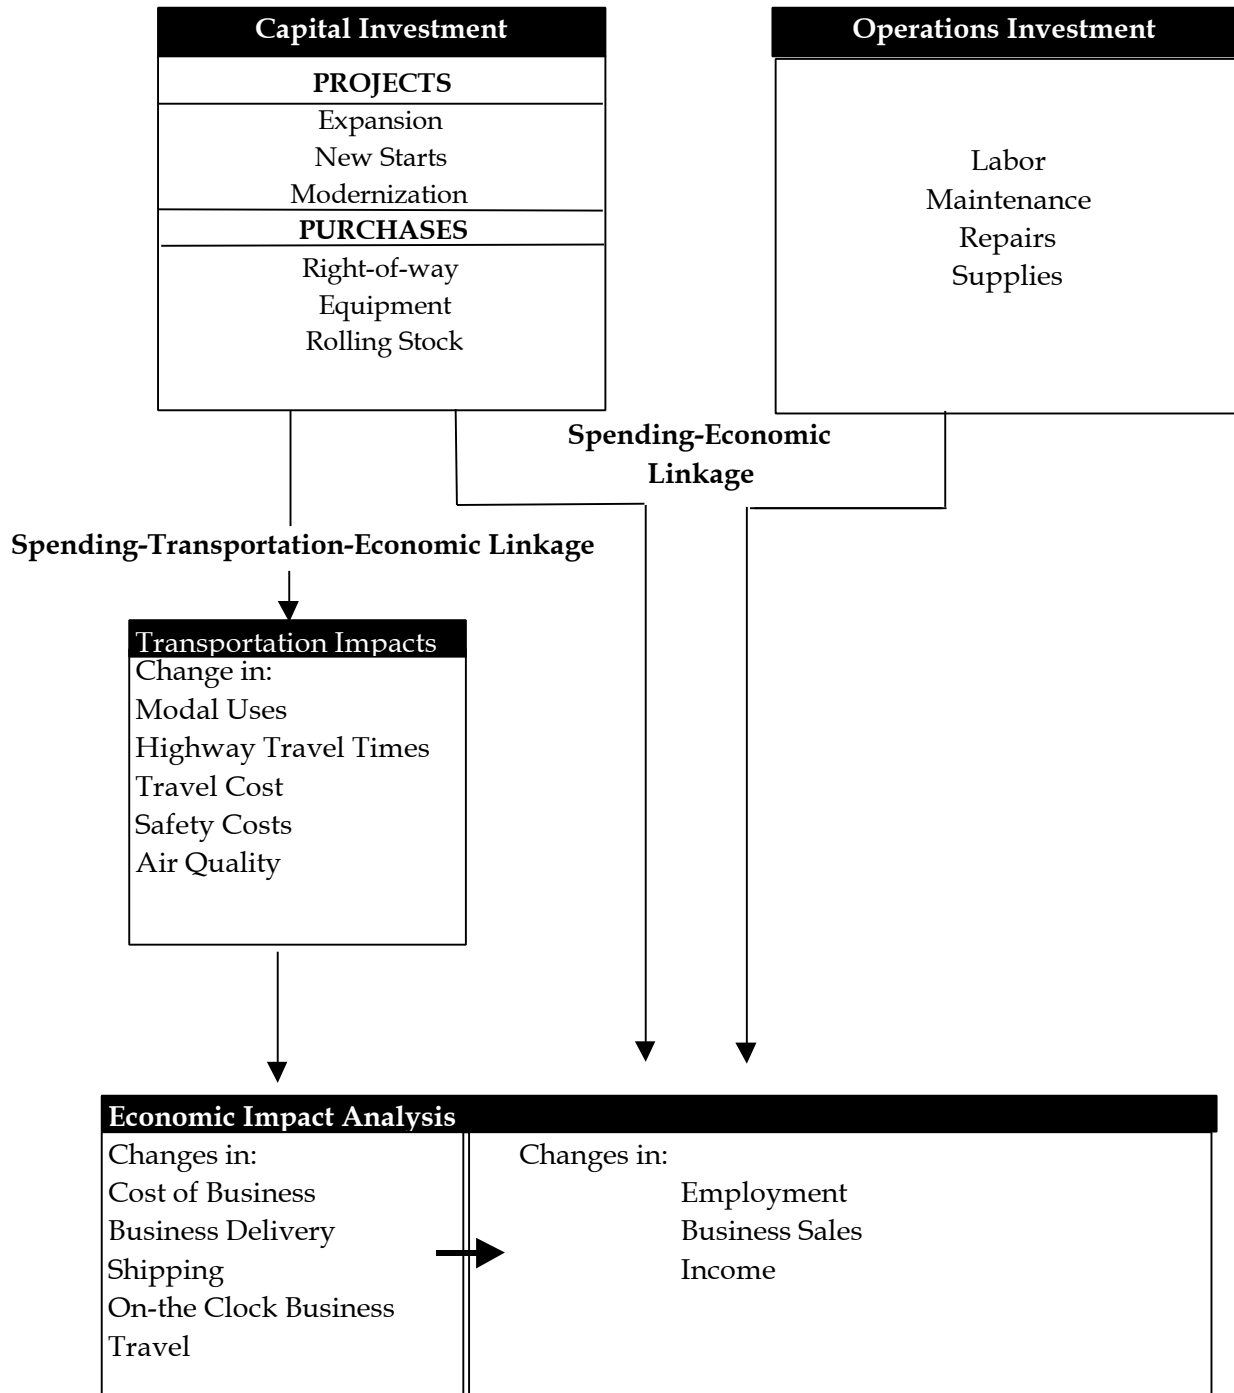 Capital Investment
PROJECTS
Expansion
New Starts
Modernization
PURCHASES
Right-of-way
Equipment
Rolling Stock
Operations Investment
Labor
Maintenance
Repairs
Supplies
Spending-Economic
Linkage
Spending-Transportation-Economic Linkage
Transportation Impacts
Change in:
Modal Uses
Highway Travel Times
Travel Cost
Safety Costs
Air Quality
Economic Impact Analysis
Changes in:
Cost of Business
Business Delivery
Shipping
On-the Clock Business
Travel
Changes in:
Employment
Business Sales
Income